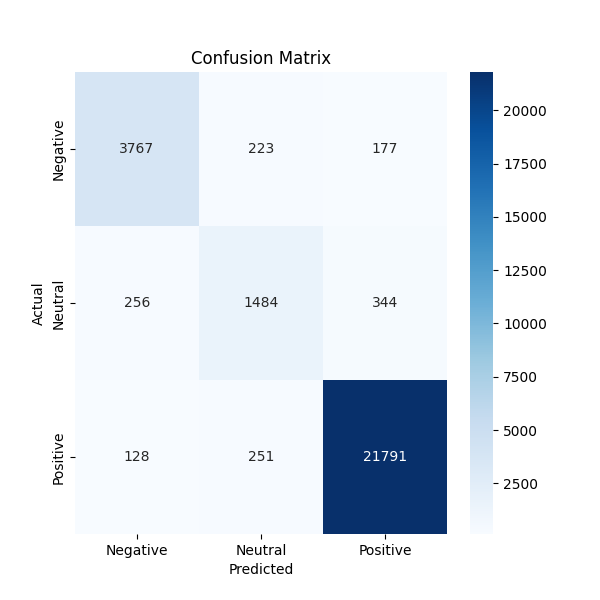 Confusion Matrix
Negative
3767
223
177
Actual
Neutral
256
1484
344
Positive
128
251
21791
Negative
Neutral
Positive
Predicted
20000
17500
15000
12500
10000
7500
5000
2500